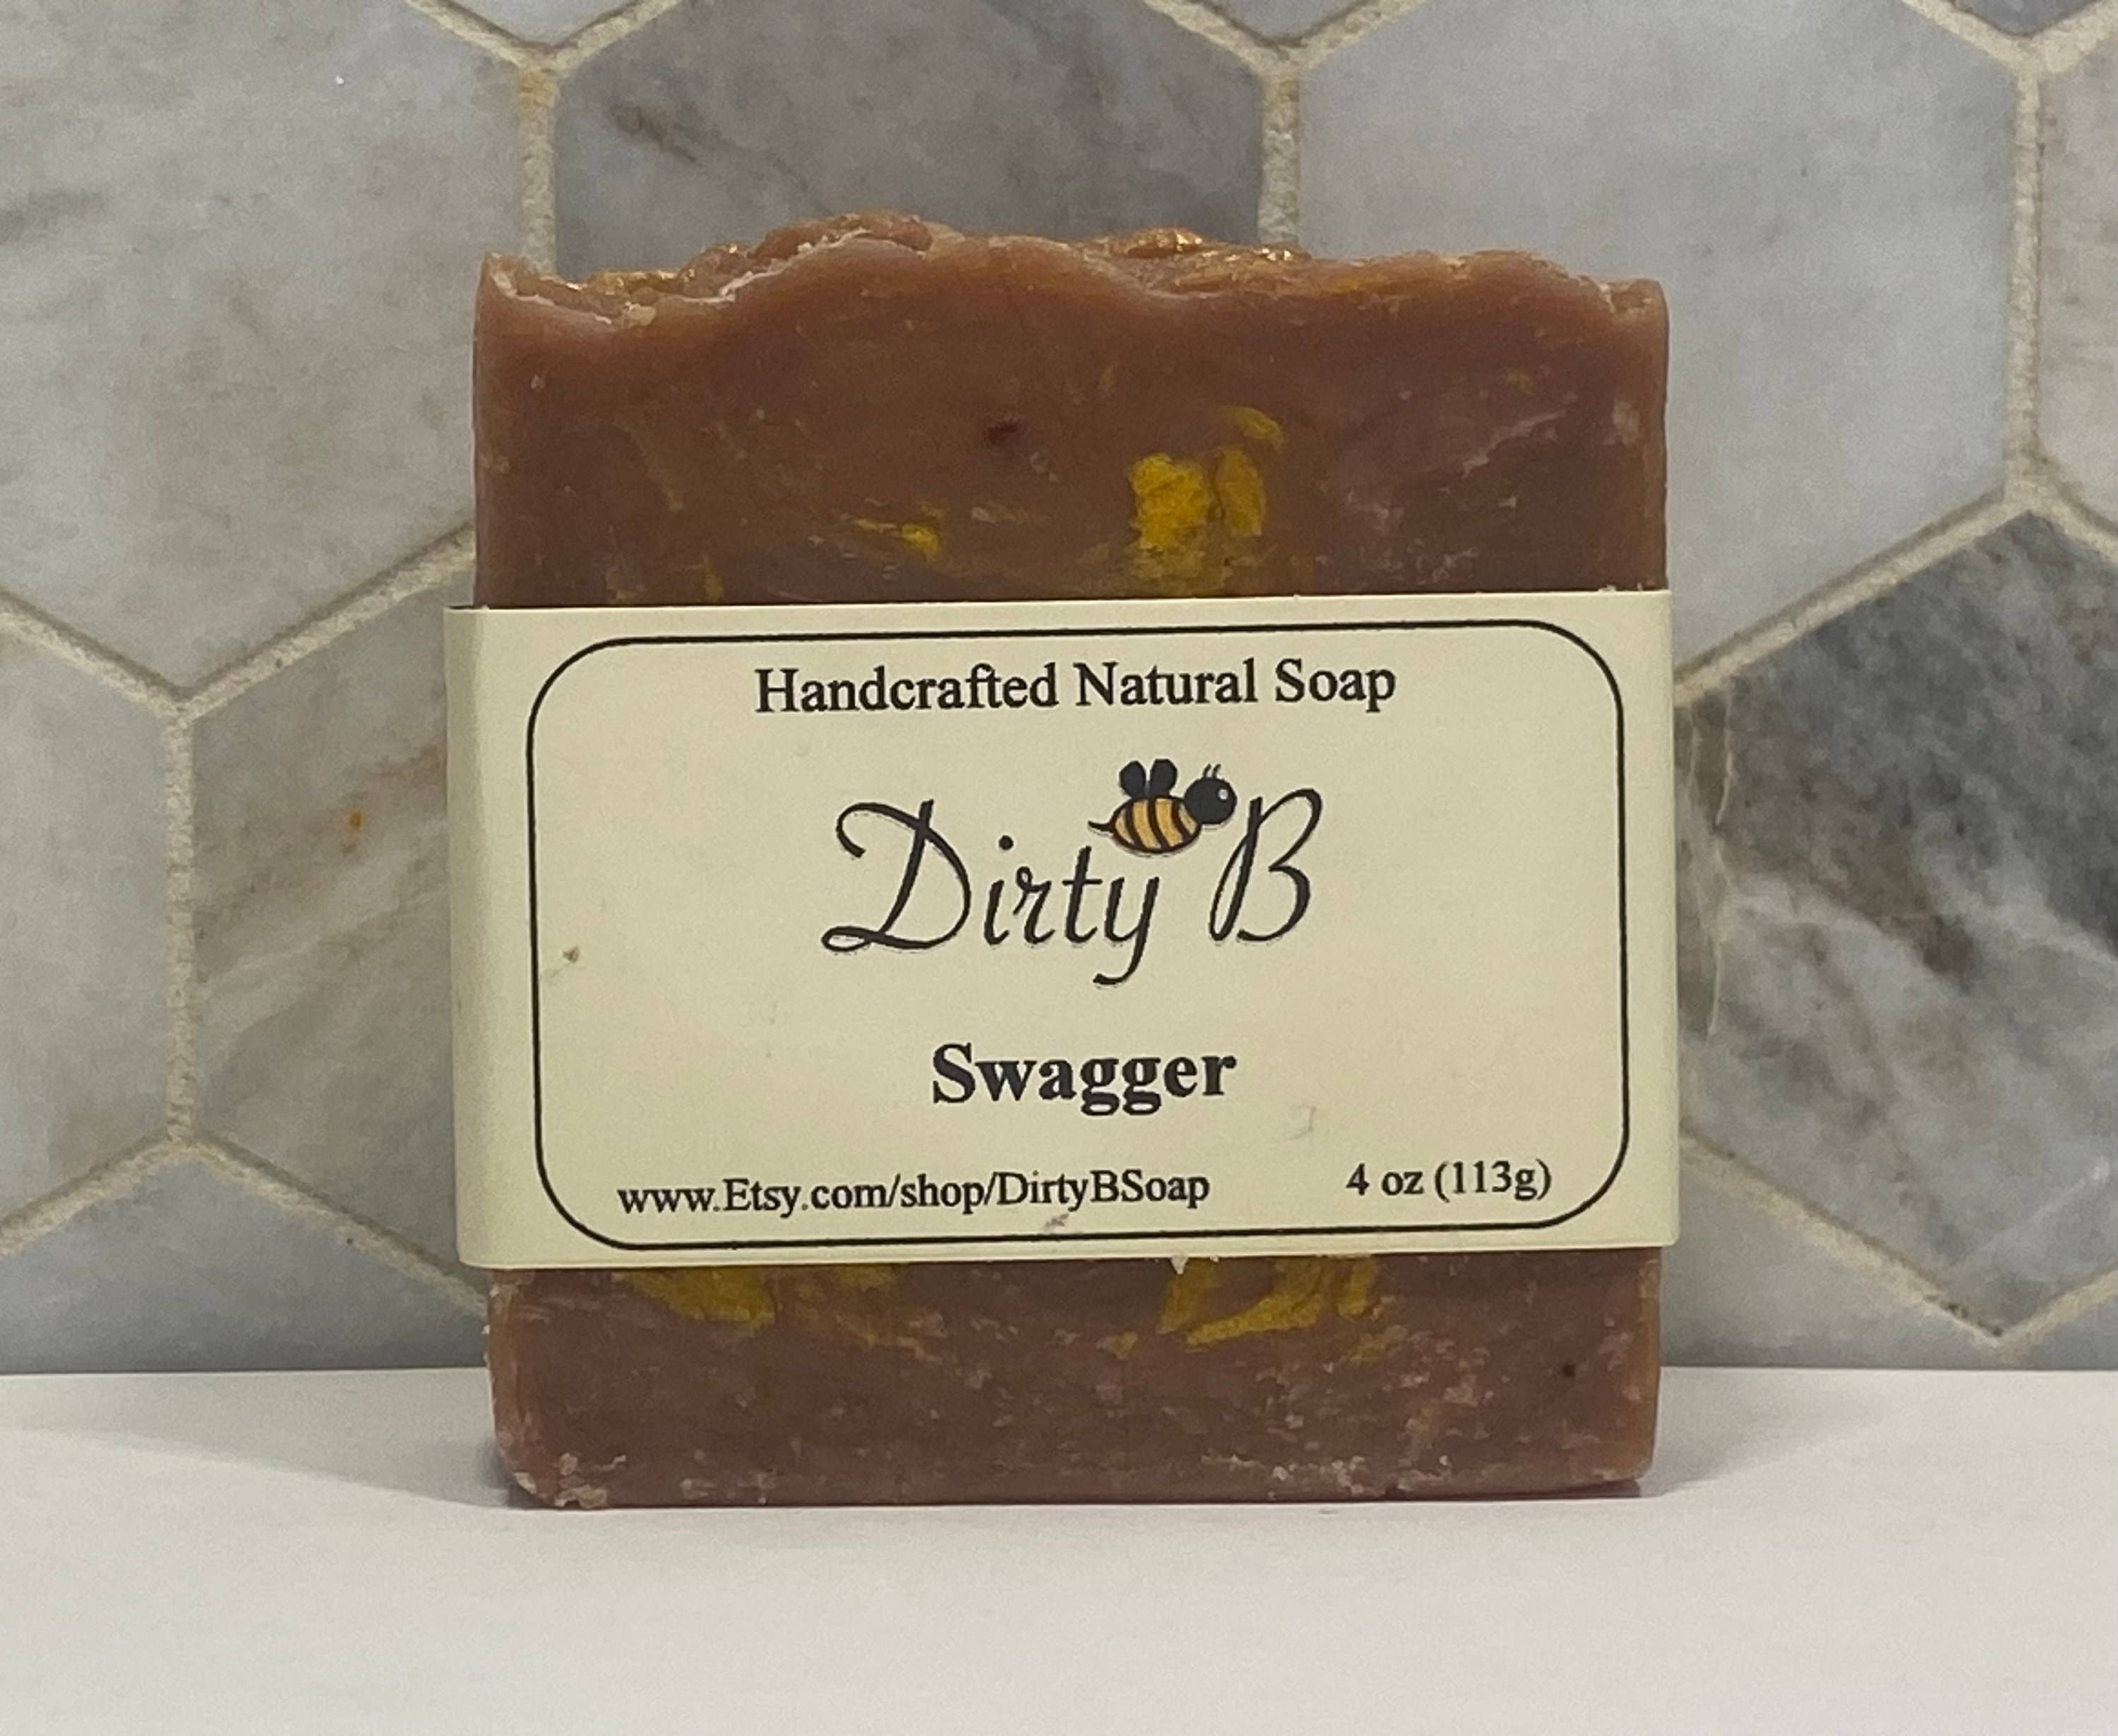 Handcrafted Natural Soap
Dirty B
Swagger
www.Etsy.com/shop/DirtyBSoap 4 oz (113g)